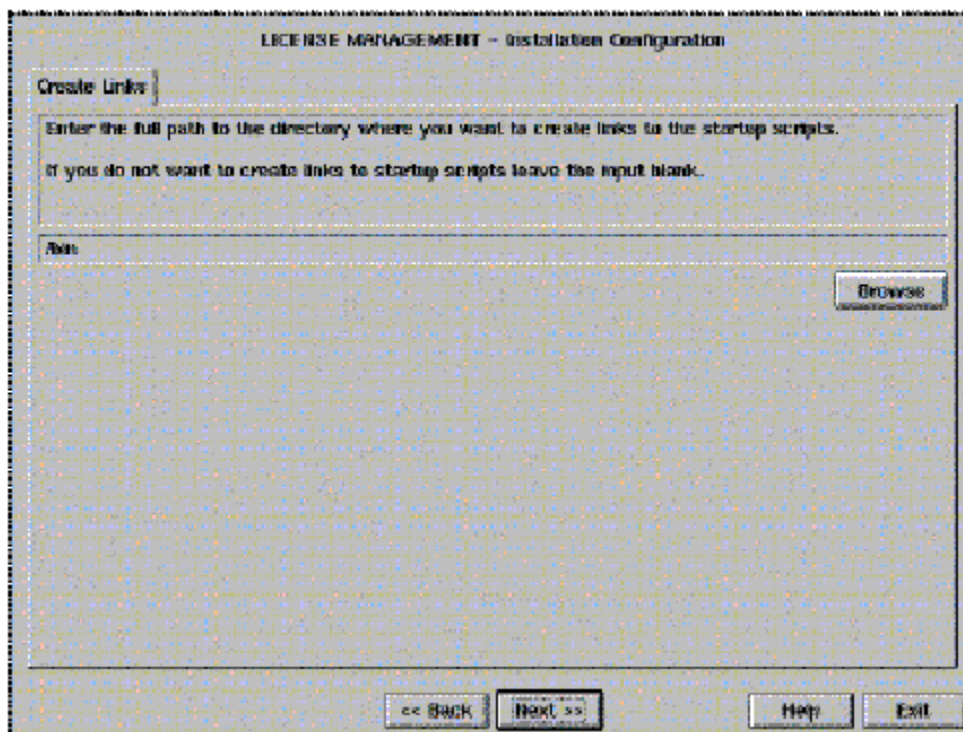 LICENSE MANAGEMENT - Installation Configuration
Create Links
Enter the full path to the directory where you want to create links to the startup scripts.
If you do not want to create links to startup scripts leave the input blank.
Browse
<< Back Next >> Help Exit